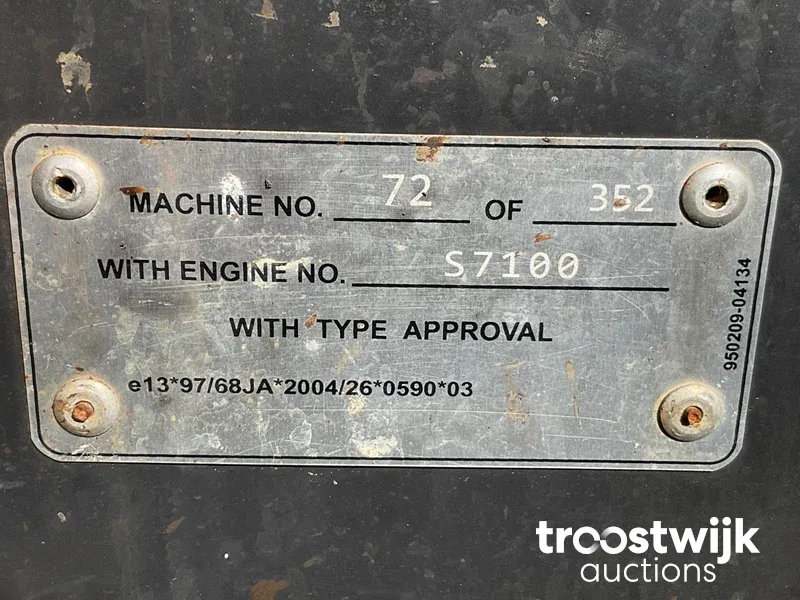 MACHINE NO. 72 OF 352
WITH ENGINE NO. S7100
WITH TYPE APPROVAL
e13*97/68JA*2004/26*0590*03
950209-04134
troostwijk
auctions